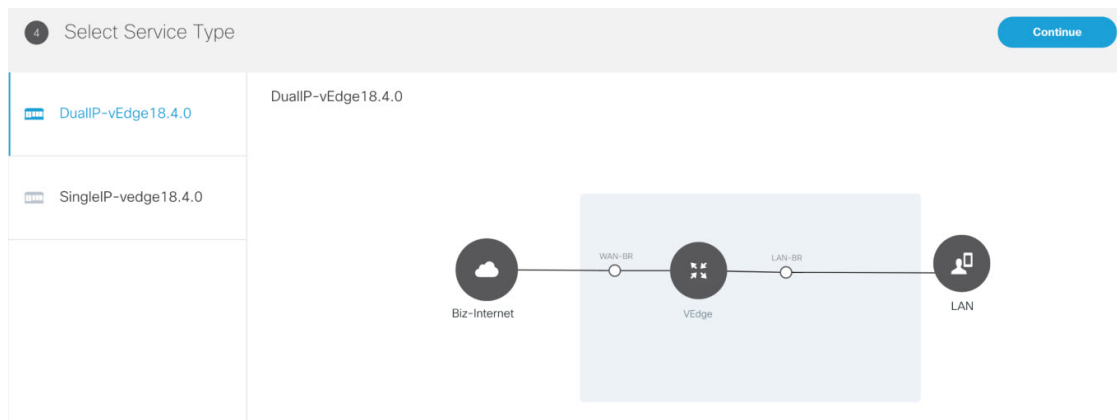 4 Select Service Type
Continue
DualIP-vEdge18.4.0
DualIP-vEdge18.4.0
SingleIP-vedge18.4.0
WAN-BR
LAN-BR
Biz-Internet
VEdge
LAN